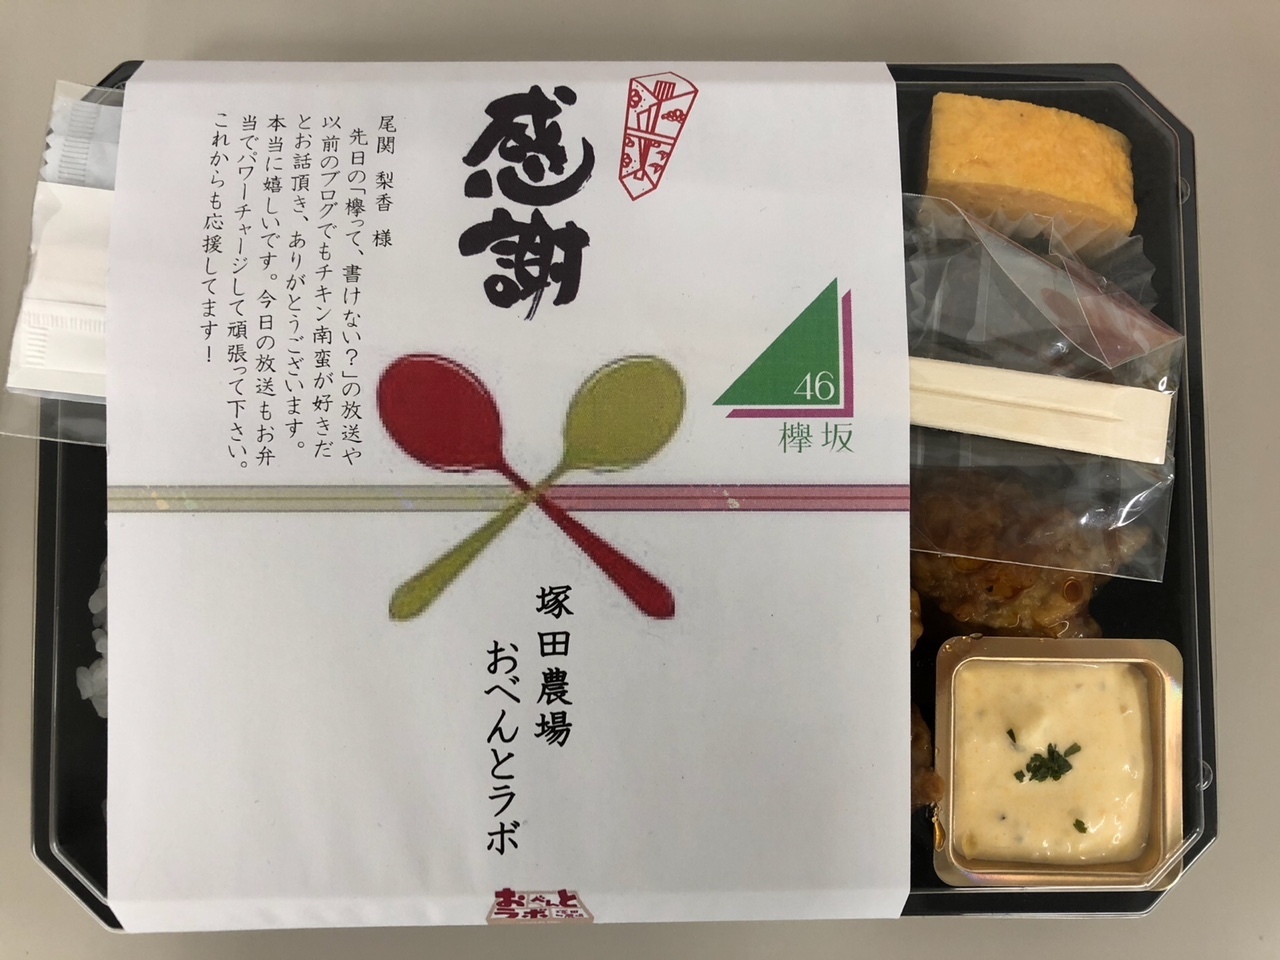 感謝
尾関 梨香 様
先日の「欅って、書けない？」の放送や
以前のブログでもチキン南蛮が好きだ
とお話頂き、ありがとうございます。
本当に嬉しいです。今日の放送もお弁
当でパワーチャージして頑張って下さい。
これからも応援してます！
46
欅坂
塚田農場
おべんとラボ
おべんと
ラボ